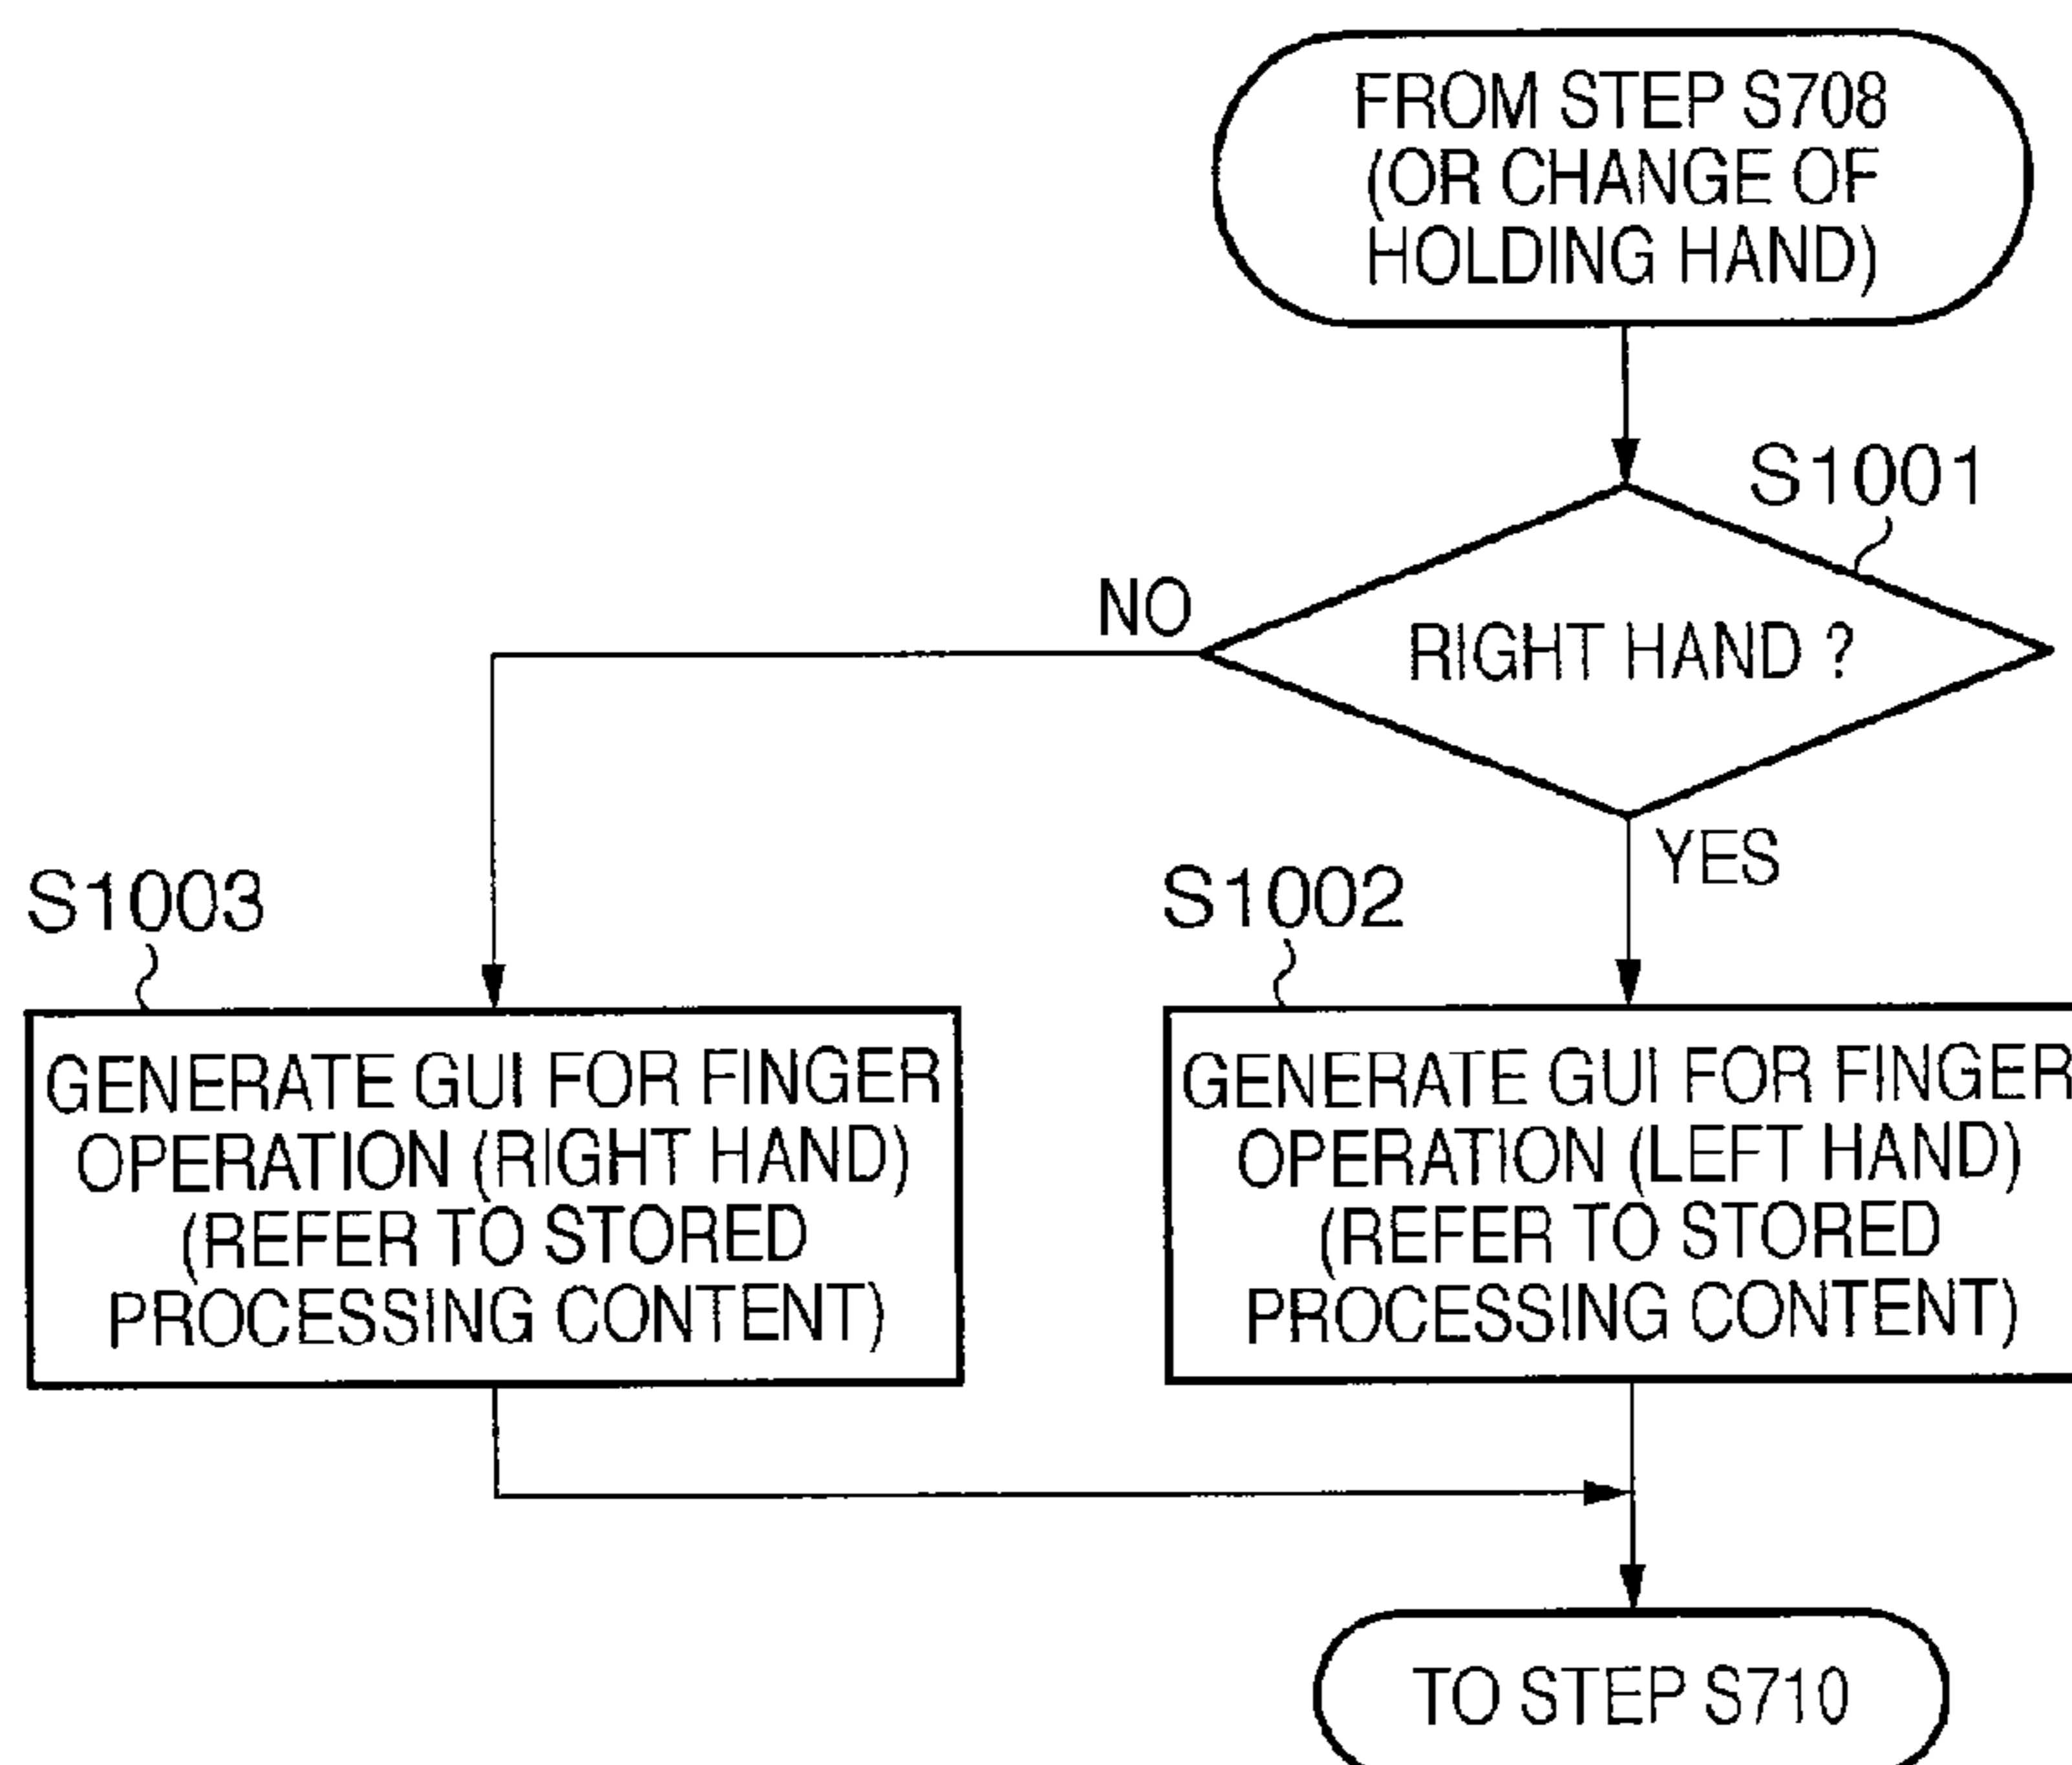 FROM STEP S708
(OR CHANGE OF
HOLDING HAND)
S1001
NO
RIGHT HAND ?
YES
S1003
S1002
GENERATE GUI FOR FINGER
OPERATION (RIGHT HAND)
(REFER TO STORED
PROCESSING CONTENT)
GENERATE GUI FOR FINGER
OPERATION (LEFT HAND)
(REFER TO STORED
PROCESSING CONTENT)
TO STEP S710